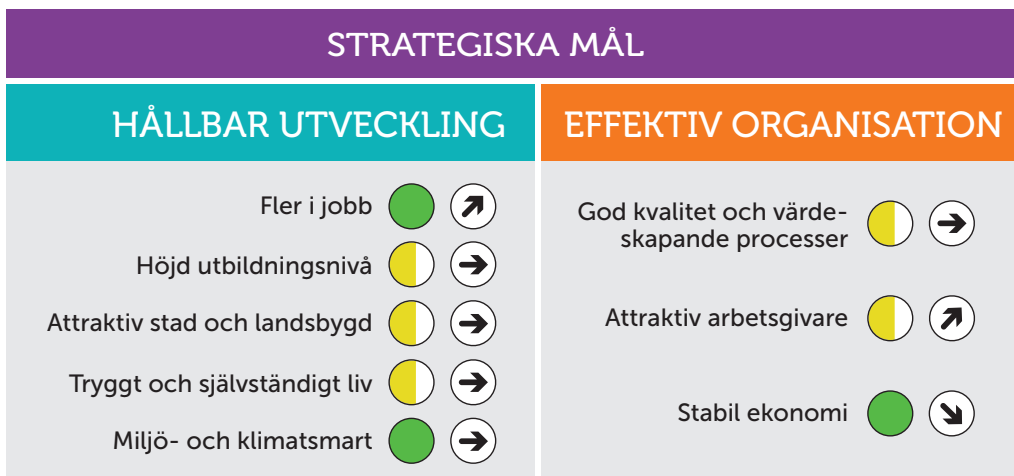 STRATEGISKA MÅL
HÅLLBAR UTVECKLING
Fler i jobb
Höjd utbildningsnivå
Attraktiv stad och landsbygd
Tryggt och självständigt liv
Miljö- och klimatsmart
EFFEKTIV ORGANISATION
God kvalitet och värde-
skapande processer
Attraktiv arbetsgivare
Stabil ekonomi